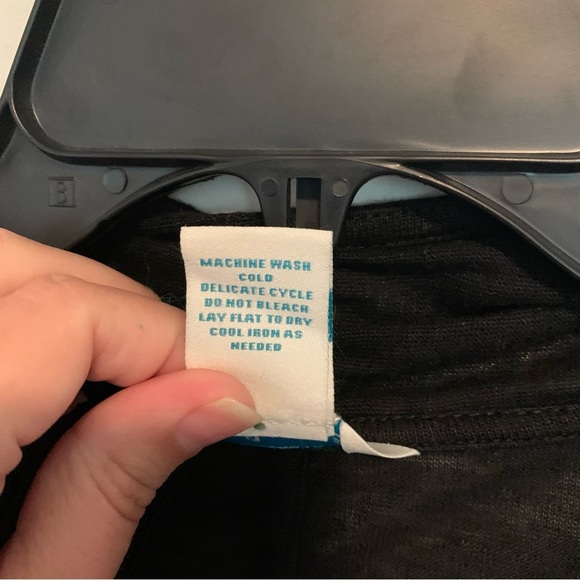 B
MACHINE WASH
COLD
DELICATE CYCLE
DO NOT BLEACH
LAY FLAT TO DRY
COOL IRON AS
NEEDED